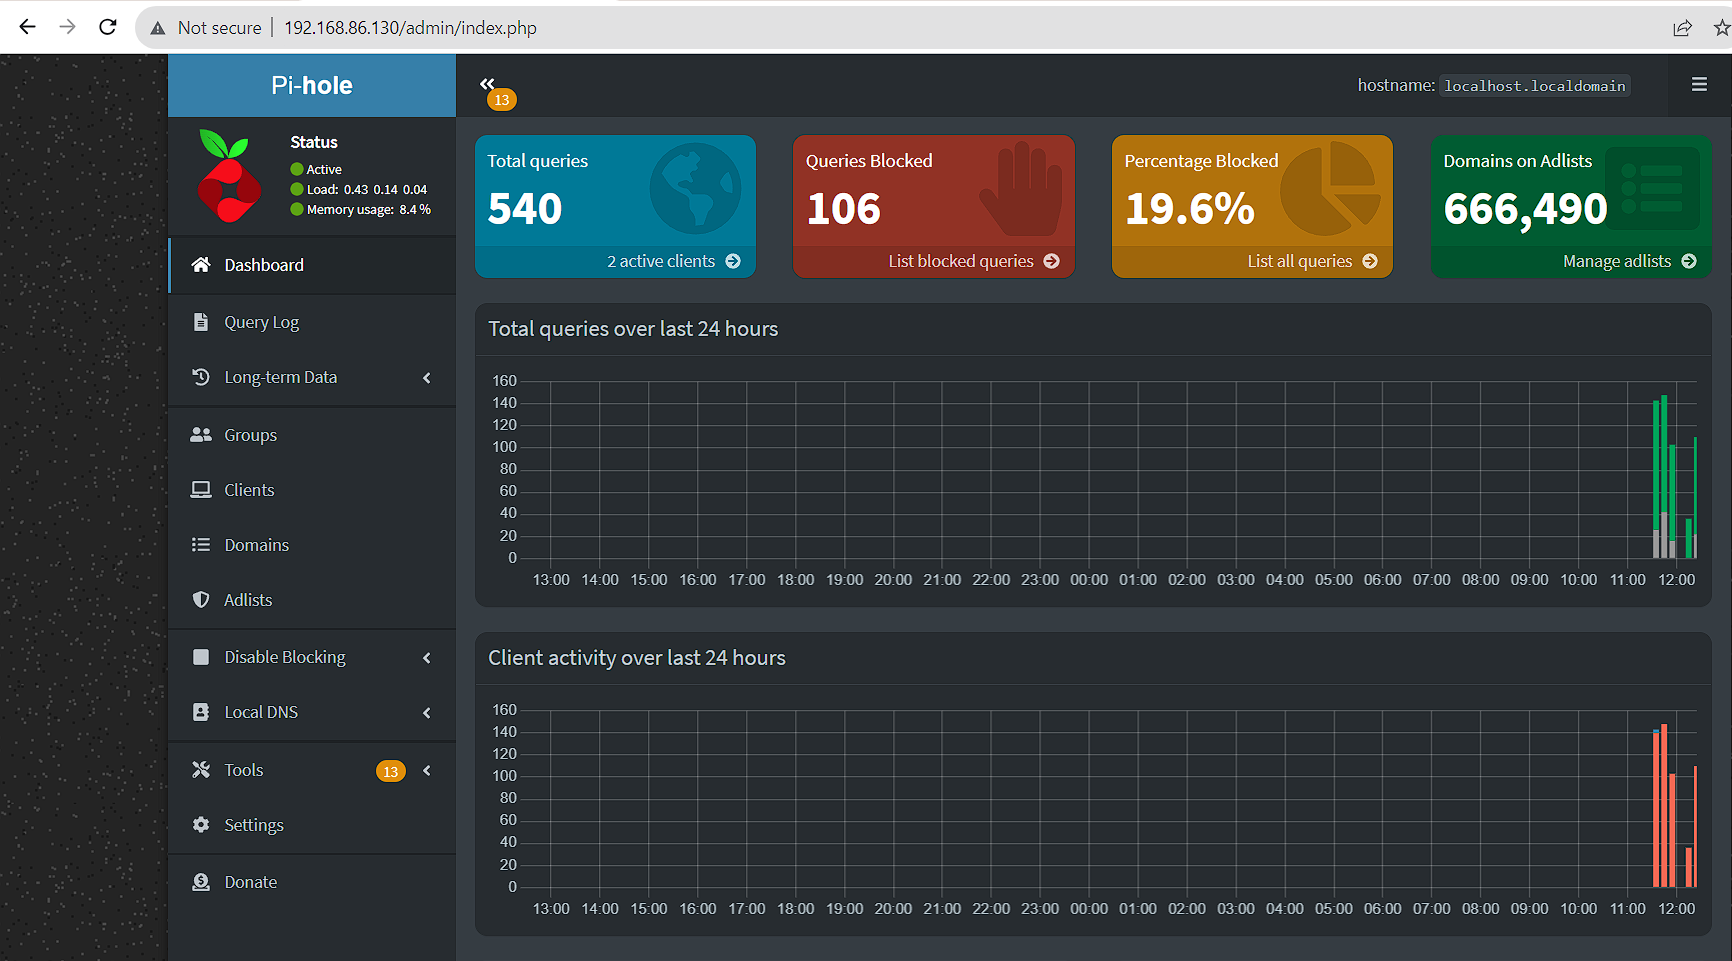 Not secure 192.168.86.130/admin/index.php
Pi-hole
13
hostname: localhost.localdomain
Status
Active
Load: 0.43 0.14 0.04
Memory usage: 8.4 %
Dashboard
Query Log
Long-term Data
Groups
Clients
Domains
Adlists
Disable Blocking
Local DNS
Tools 13
Settings
Donate
Total queries
540
2 active clients
Queries Blocked
106
List blocked queries
Percentage Blocked
19.6%
List all queries
Domains on Adlists
666,490
Manage adlists
Total queries over last 24 hours
160
140
120
100
80
60
40
20
0
13:00 14:00 15:00 16:00 17:00 18:00 19:00 20:00 21:00 22:00 23:00 00:00 01:00 02:00 03:00 04:00 05:00 06:00 07:00 08:00 09:00 10:00 11:00 12:00
Client activity over last 24 hours
160
140
120
100
80
60
40
20
0
13:00 14:00 15:00 16:00 17:00 18:00 19:00 20:00 21:00 22:00 23:00 00:00 01:00 02:00 03:00 04:00 05:00 06:00 07:00 08:00 09:00 10:00 11:00 12:00